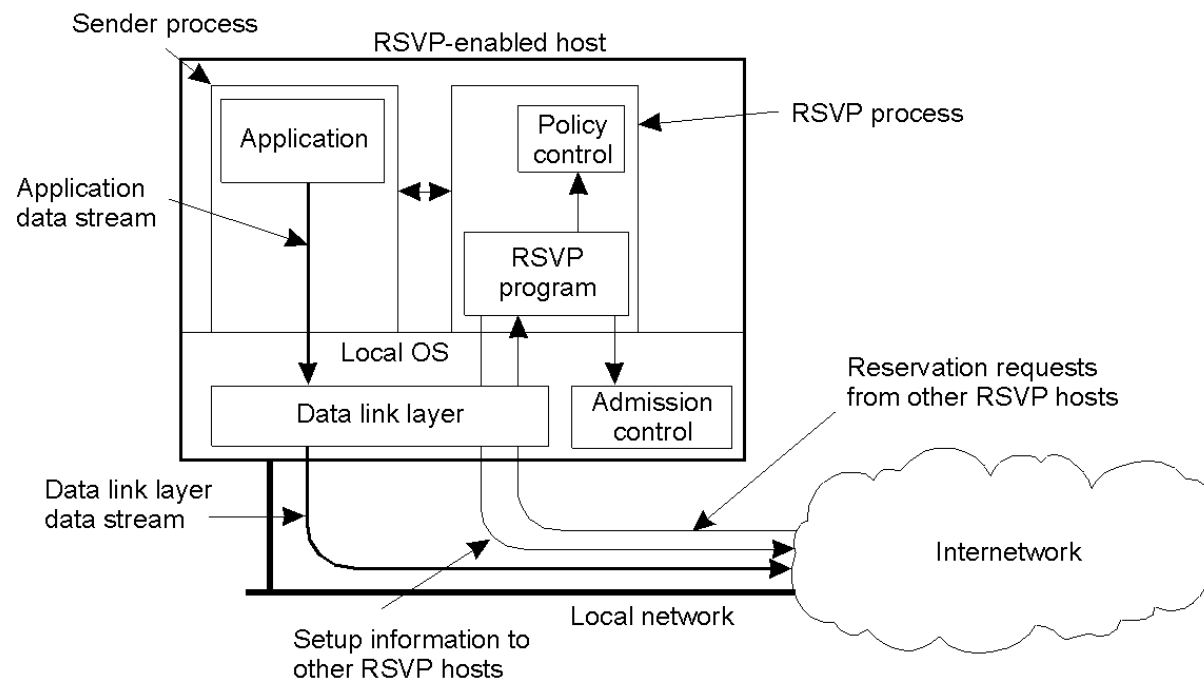 Sender process
RSVP-enabled host
Application
Policy
control
RSVP process
Application
data stream
RSVP
program
Local OS
Data link layer
Admission
control
Reservation requests
from other RSVP hosts
Data link layer
data stream
Internetwork
Local network
Setup information to
other RSVP hosts